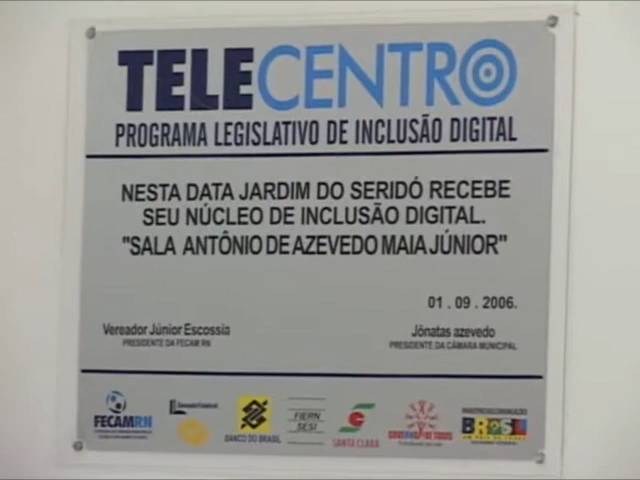 TELECENTRO
PROGRAMA LEGISLATIVO DE INCLUSÃO DIGITAL
NESTA DATA JARDIM DO SERIDÓ RECEBE
SEU NÚCLEO DE INCLUSÃO DIGITAL.
"SALA ANTÔNIO DE AZEVEDO MAIA JÚNIOR"
01 . 09 . 2006.
Vereador Júnior Escossia
PRESIDENTE DA FECAM RN
Jônatas azevedo
PRESIDENTE DA CÂMARA MUNICIPAL
FECAMRN
BANCO DO BRASIL
FIERN
SESI
SANTA CLARA
BRASIL